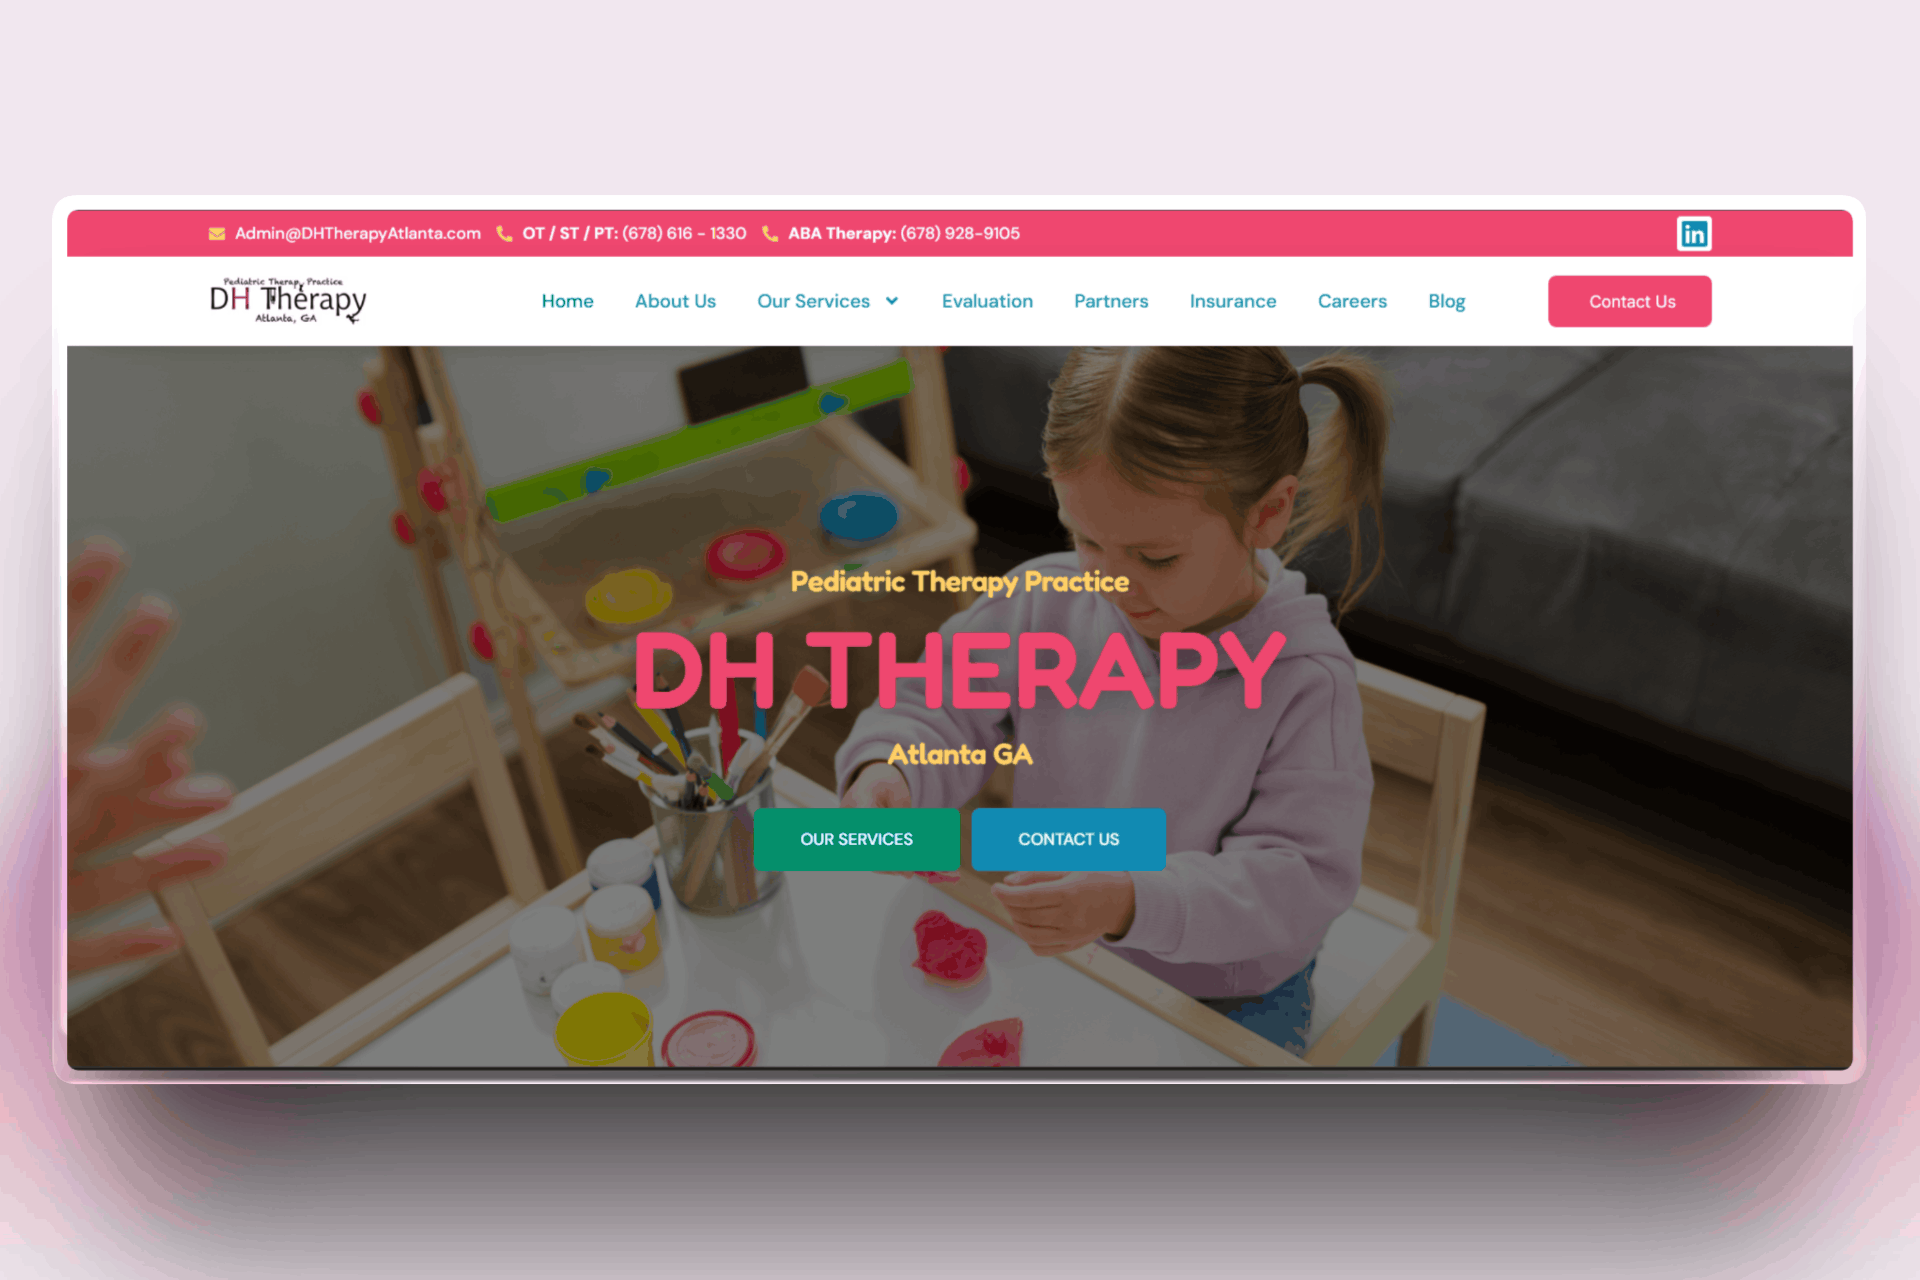 Admin@DHTherapyAtlanta.com OT / ST / PT: (678) 616 - 1330 ABA Therapy: (678) 928-9105 in
Pediatric Therapy Practice
DH Therapy
Atlanta, GA
Home About Us Our Services Evaluation Partners Insurance Careers Blog Contact Us
Pediatric Therapy Practice
DH THERAPY
Atlanta GA
OUR SERVICES CONTACT US